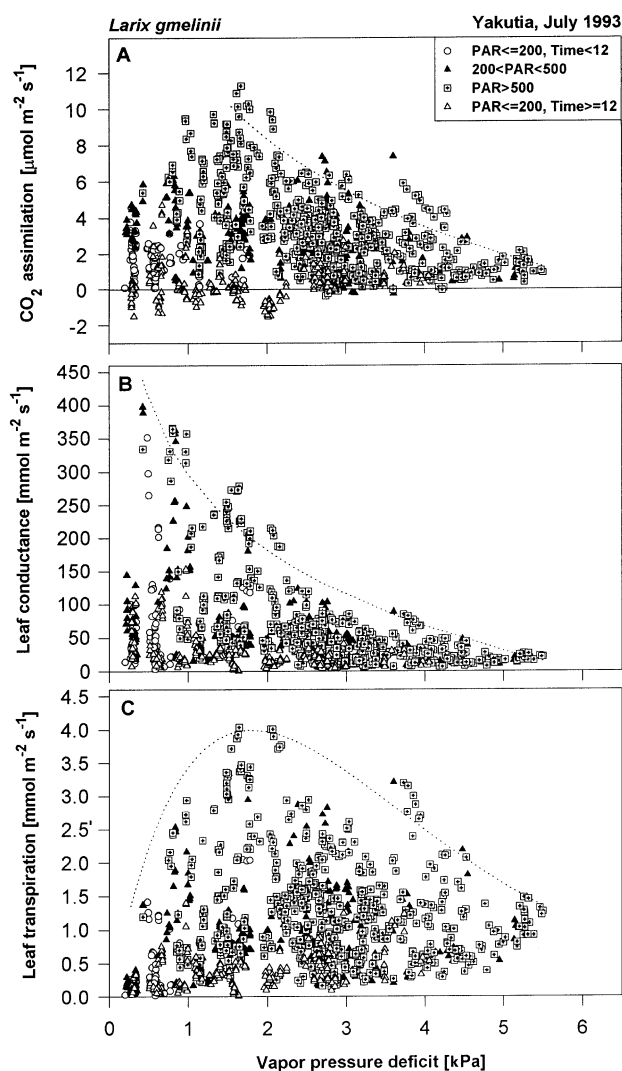 Larix gmelinii Yakutia, July 1993
A
PAR<=200, Time<12
200<PAR<500
PAR>500
PAR<=200, Time>=12
CO2 assimilation [µmol m-2 s-1]
12
10
8
6
4
2
0
-2
B
Leaf conductance [mmol m-2 s-1]
450
400
350
300
250
200
150
100
50
0
C
Leaf transpiration [mmol m-2 s-1]
4.5
4.0
3.5
3.0
2.5
2.0
1.5
1.0
0.5
0.0
0 1 2 3 4 5 6
Vapor pressure deficit [kPa]